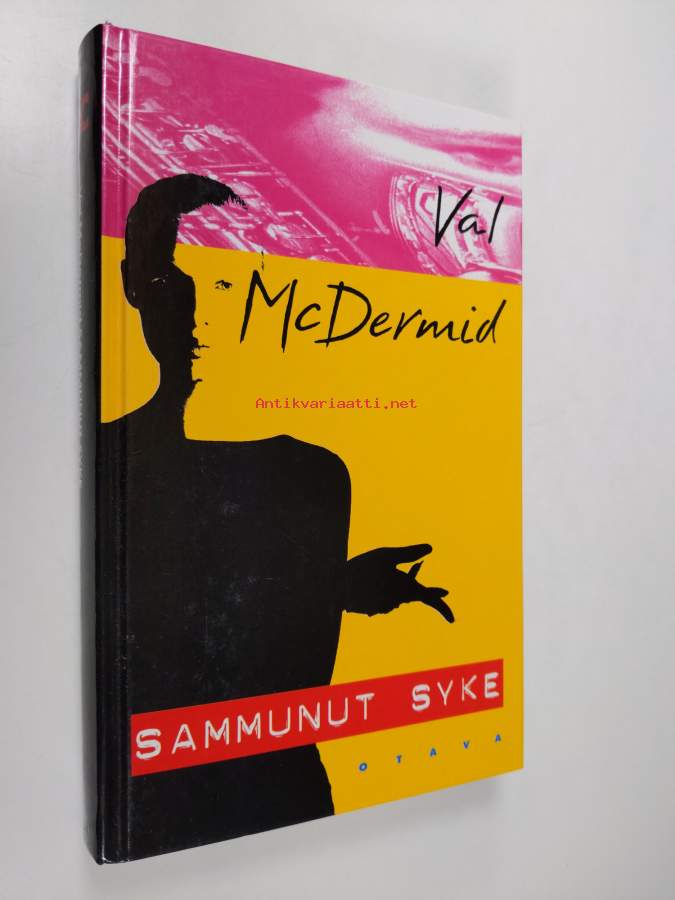 Val
McDermid
Antikvariaatti.net
SAMMUNUT SYKE
OTAVA